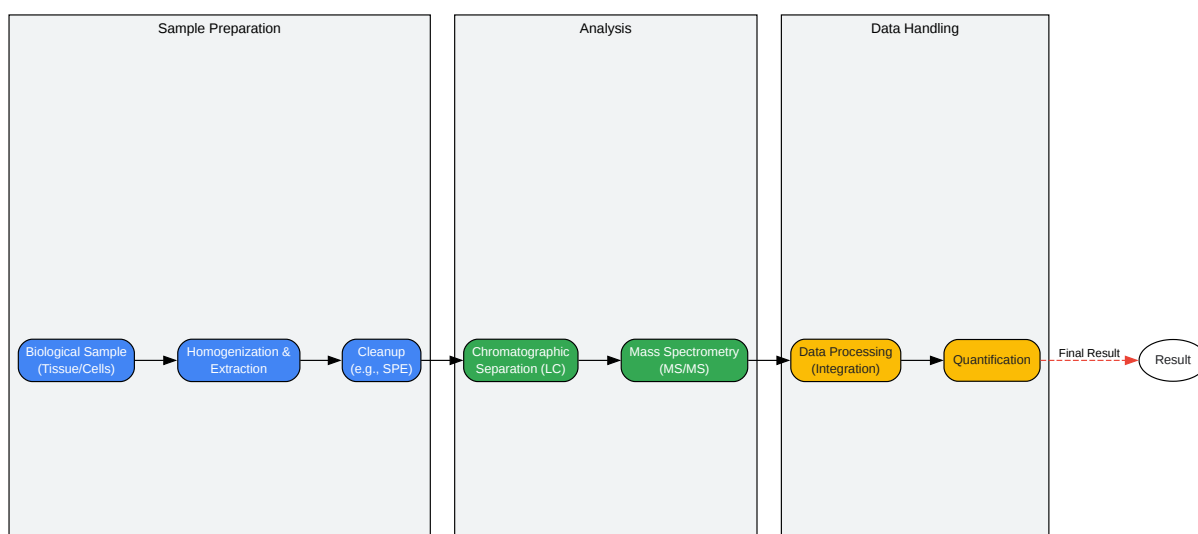 Sample Preparation
Analysis
Data Handling
Biological Sample
(Tissue/Cells)
Homogenization &
Extraction
Cleanup
(e.g., SPE)
Chromatographic
Separation (LC)
Mass Spectrometry
(MS/MS)
Data Processing
(Integration)
Quantification
Final Result
Result